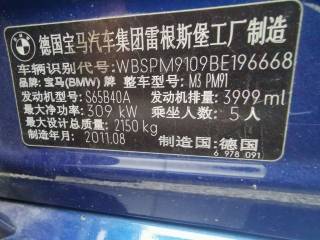 BMW
德国宝马汽车集团雷根斯堡工厂制造
车辆识别代号:WBSPM9109BE196668
品牌:宝马(BMW)牌 整车型号:M3 PM91
发动机型号:S65B40A 发动机排量:3999 ml
最大净功率:309 kW 乘坐人数:5人
最大设计总质量:2150 kg
制造年月:2011.08 制造国:德国
6 978 091